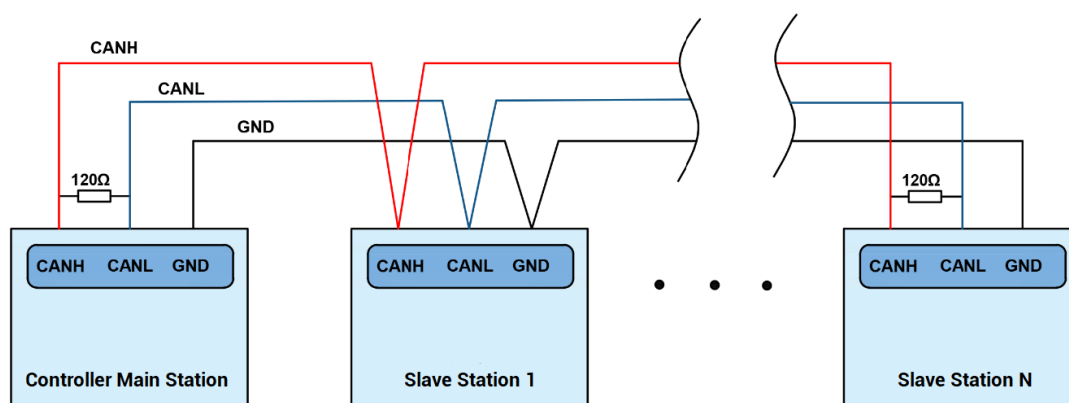 CANH
CANL
GND
120Ω
120Ω
CANH CANL GND
CANH CANL GND
CANH CANL GND
Controller Main Station
Slave Station 1
Slave Station N